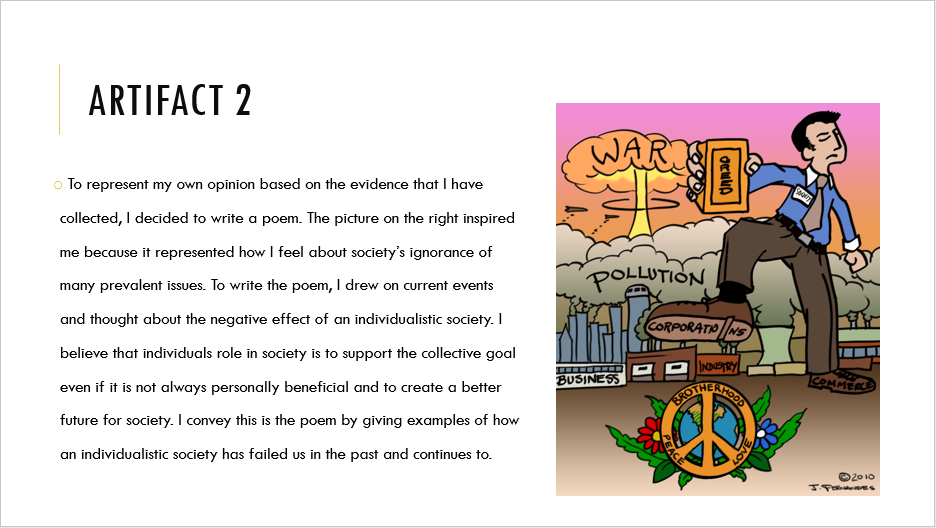 ARTIFACT 2
To represent my own opinion based on the evidence that I have
collected, I decided to write a poem. The picture on the right inspired
me because it represented how I feel about society's ignorance of
many prevalent issues. To write the poem, I drew on current events
and thought about the negative effect of an individualistic society. I
believe that individuals role in society is to support the collective goal
even if it is not always personally beneficial and to create a better
future for society. I convey this is the poem by giving examples of how
an individualistic society has failed us in the past and continues to.
WAR
GREED
SOCIETY
POLLUTION
CORPORATIONS
INDUSTRY
BUSINESS
COMMERCE
BROTHERHOOD
PEACE
LOVE
©2010
J. FERNANDES